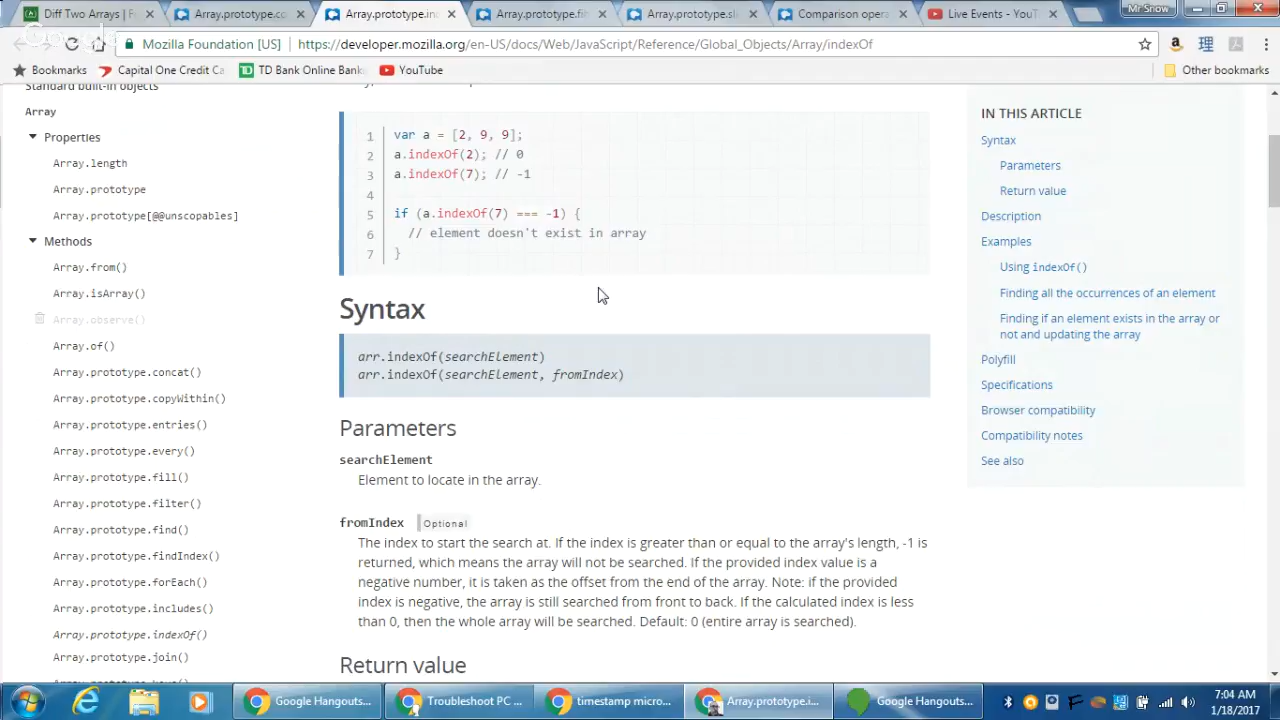 Diff Two Arrays | F
Array.prototype.co
Array.prototype.in
Array.prototype.filt
Array.prototype.s
Comparison opera
Live Events - YouT
Mr Snow
Mozilla Foundation [US]
https://developer.mozilla.org/en-US/docs/Web/JavaScript/Reference/Global_Objects/Array/indexOf
Bookmarks
Capital One Credit Ca
TD Bank Online Bank
YouTube
Other bookmarks
Standard built-in objects
Array
Properties
Array.length
Array.prototype
Array.prototype[@@unscopables]
Methods
Array.from()
Array.isArray()
Array.observe()
Array.of()
Array.prototype.concat()
Array.prototype.copyWithin()
Array.prototype.entries()
Array.prototype.every()
Array.prototype.fill()
Array.prototype.filter()
Array.prototype.find()
Array.prototype.findIndex()
Array.prototype.forEach()
Array.prototype.includes()
Array.prototype.indexOf()
Array.prototype.join()
1 var a = [2, 9, 9];
2 a.indexOf(2); // 0
3 a.indexOf(7); // -1
4
5 if (a.indexOf(7) === -1) {
6 // element doesn't exist in array
7 }
Syntax
arr.indexOf(searchElement)
arr.indexOf(searchElement, fromIndex)
Parameters
searchElement
Element to locate in the array.
fromIndex Optional
The index to start the search at. If the index is greater than or equal to the array's length, -1 is
returned, which means the array will not be searched. If the provided index value is a
negative number, it is taken as the offset from the end of the array. Note: if the provided
index is negative, the array is still searched from front to back. If the calculated index is less
than 0, then the whole array will be searched. Default: 0 (entire array is searched).
Return value
IN THIS ARTICLE
Syntax
Parameters
Return value
Description
Examples
Using indexOf()
Finding all the occurrences of an element
Finding if an element exists in the array or
not and updating the array
Polyfill
Specifications
Browser compatibility
Compatibility notes
See also
Google Hangouts...
Troubleshoot PC ...
timestamp micro...
Array.prototype.i...
Google Hangouts...
7:04 AM
1/18/2017